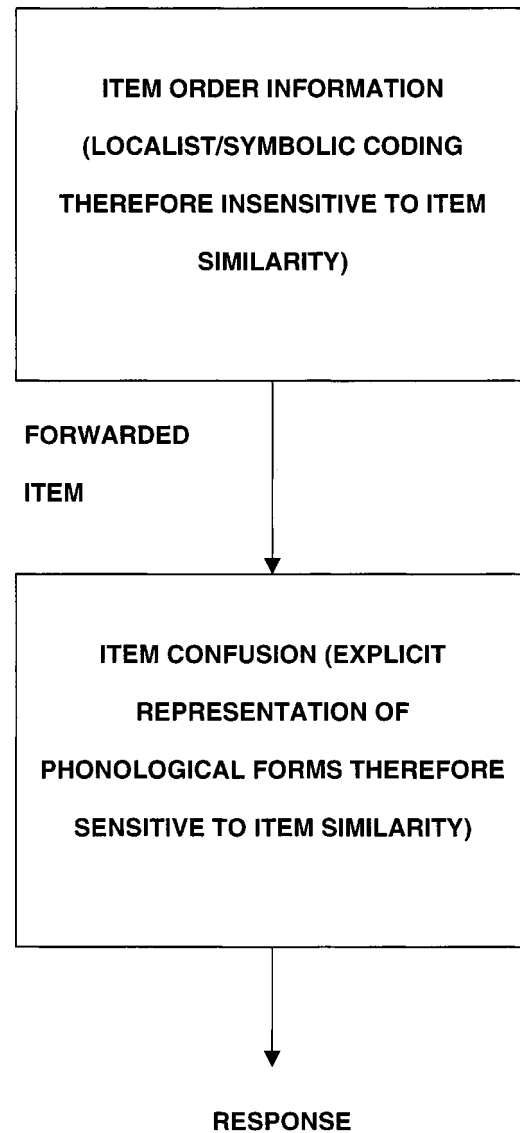 ITEM ORDER INFORMATION
(LOCALIST/SYMBOLIC CODING
THEREFORE INSENSITIVE TO ITEM
SIMILARITY)
FORWARDED
ITEM
ITEM CONFUSION (EXPLICIT
REPRESENTATION OF
PHONOLOGICAL FORMS THEREFORE
SENSITIVE TO ITEM SIMILARITY)
RESPONSE